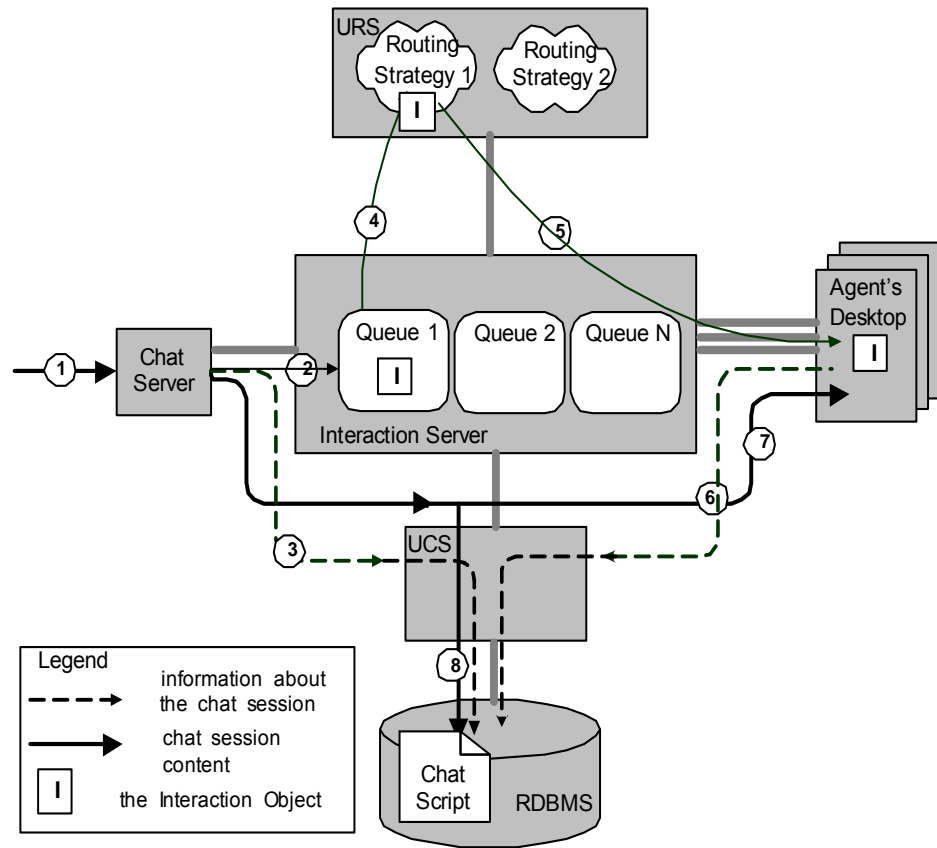 URS
Routing
Strategy 1
I
Routing
Strategy 2
4
5
Queue 1
I
Queue 2
Queue N
Interaction Server
Agent's
Desktop
I
1
Chat
Server
2
7
6
3
UCS
8
Chat
Script
RDBMS
Legend
information about
the chat session
chat session
content
I
the Interaction Object